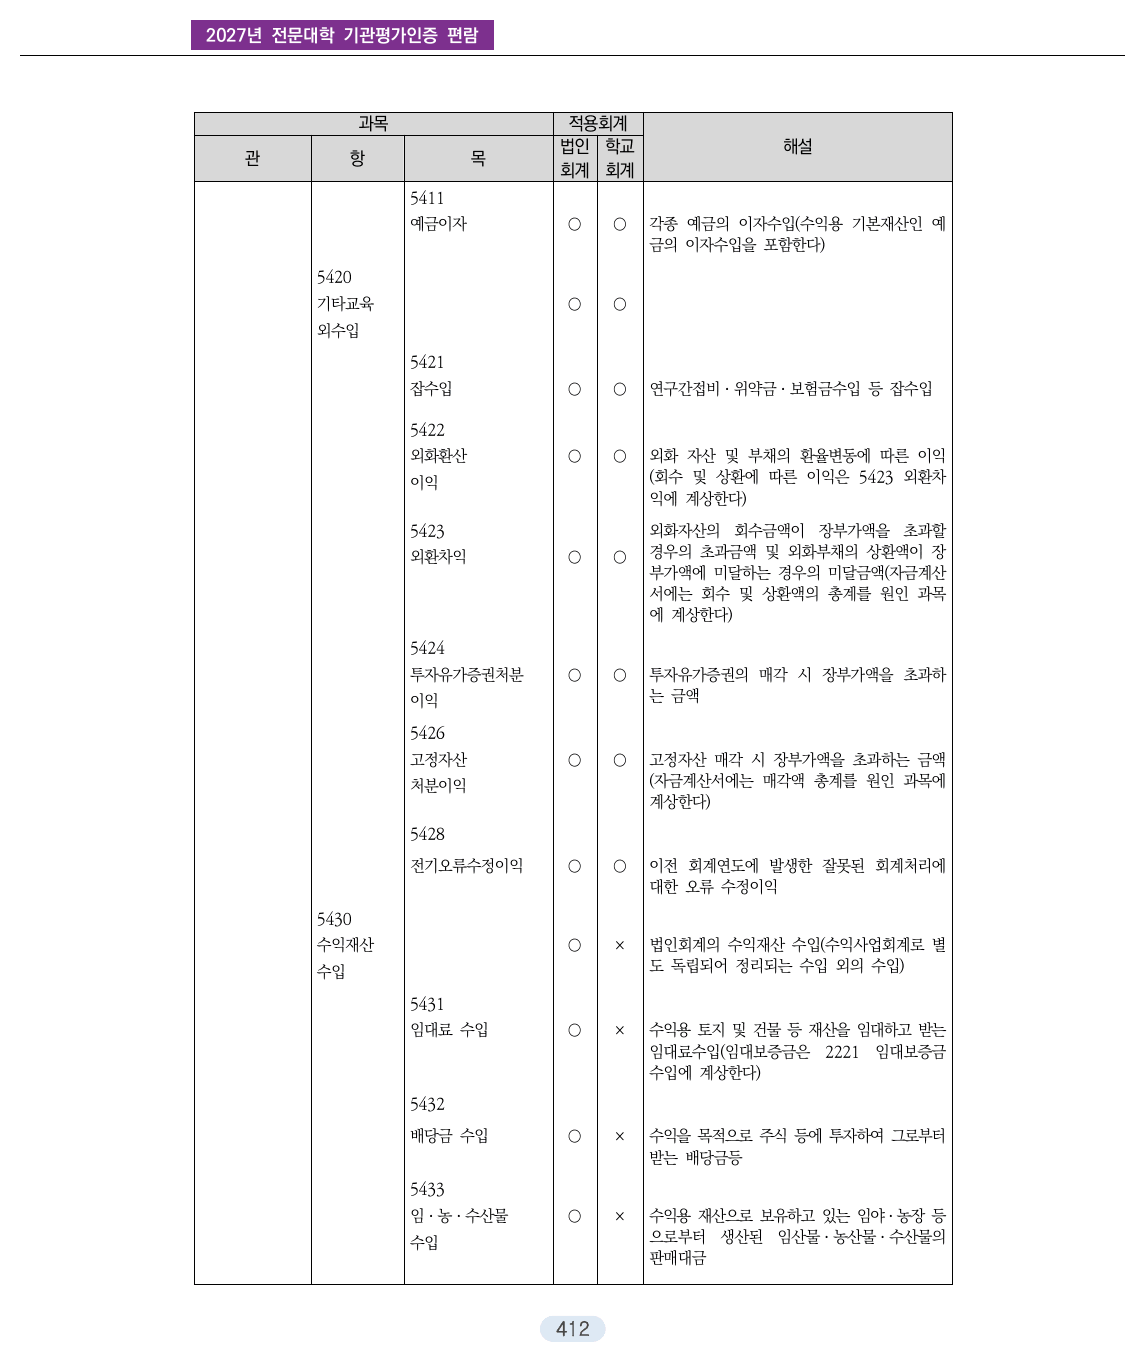 2027년 전문대학 기관평가인증 편람
과목 적용회계 해설
관 항 목 법인 학교
회계 회계
5411
예금이자 ○ ○ 각종 예금의 이자수입(수익용 기본재산인 예
금의 이자수입을 포함한다)
5420
기타교육 ○ ○
외수입
5421
잡수입 ○ ○ 연구간접비·위약금·보험금수입 등 잡수입
5422
외화환산 ○ ○ 외화 자산 및 부채의 환율변동에 따른 이익
이익 (회수 및 상환에 따른 이익은 5423 외환차
익에 계상한다)
5423 외화자산의 회수금액이 장부가액을 초과할
외환차익 ○ ○ 경우의 초과금액 및 외화부채의 상환액이 장
부가액에 미달하는 경우의 미달금액(자금계산
서에는 회수 및 상환액의 총계를 원인 과목
에 계상한다)
5424
투자유가증권처분 ○ ○ 투자유가증권의 매각 시 장부가액을 초과하
이익 는 금액
5426
고정자산 ○ ○ 고정자산 매각 시 장부가액을 초과하는 금액
처분이익 (자금계산서에는 매각액 총계를 원인 과목에
계상한다)
5428
전기오류수정이익 ○ ○ 이전 회계연도에 발생한 잘못된 회계처리에
대한 오류 수정이익
5430
수익재산 ○ × 법인회계의 수익재산 수입(수익사업회계로 별
수입 도 독립되어 정리되는 수입 외의 수입)
5431
임대료 수입 ○ × 수익용 토지 및 건물 등 재산을 임대하고 받는
임대료수입(임대보증금은 2221 임대보증금
수입에 계상한다)
5432
배당금 수입 ○ × 수익을 목적으로 주식 등에 투자하여 그로부터
받는 배당금등
5433
임·농·수산물 ○ × 수익용 재산으로 보유하고 있는 임야·농장 등
수입 으로부터 생산된 임산물·농산물·수산물의
판매대금
412